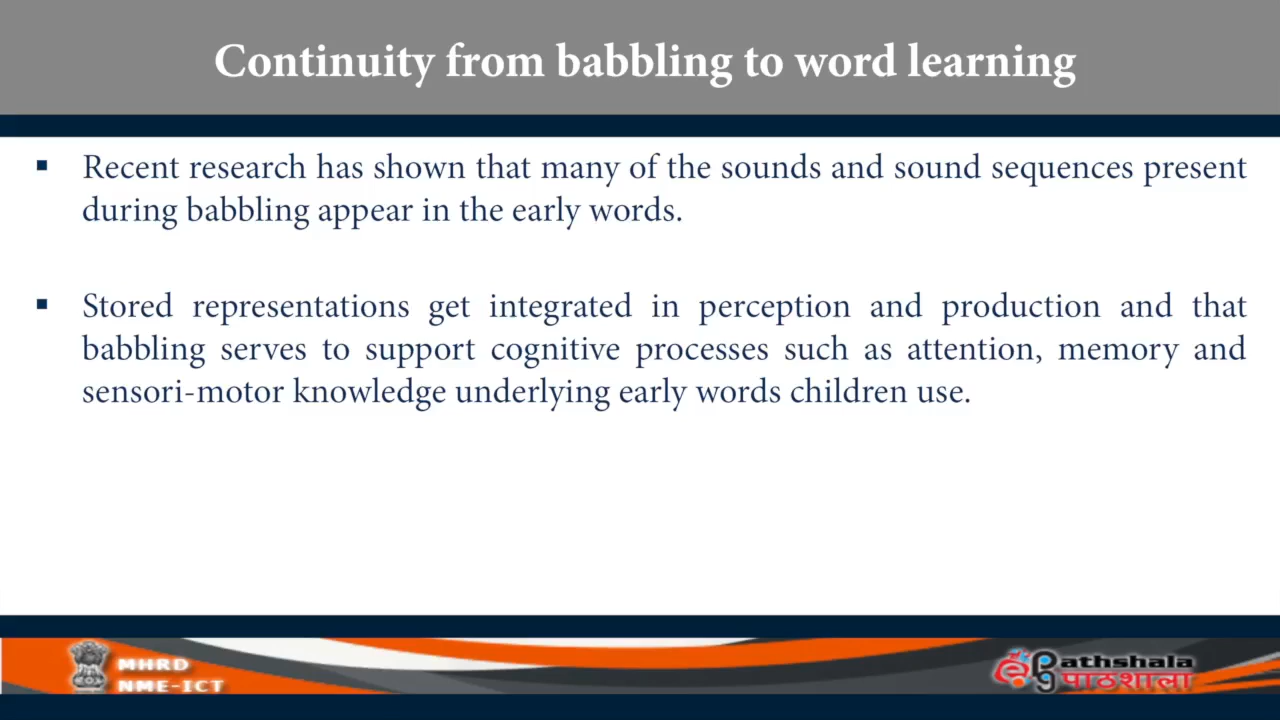 Continuity from babbling to word learning
▪ Recent research has shown that many of the sounds and sound sequences present
during babbling appear in the early words.
▪ Stored representations get integrated in perception and production and that
babbling serves to support cognitive processes such as attention, memory and
sensori-motor knowledge underlying early words children use.
MHRD
NME-ICT
athshala
पाठशाला